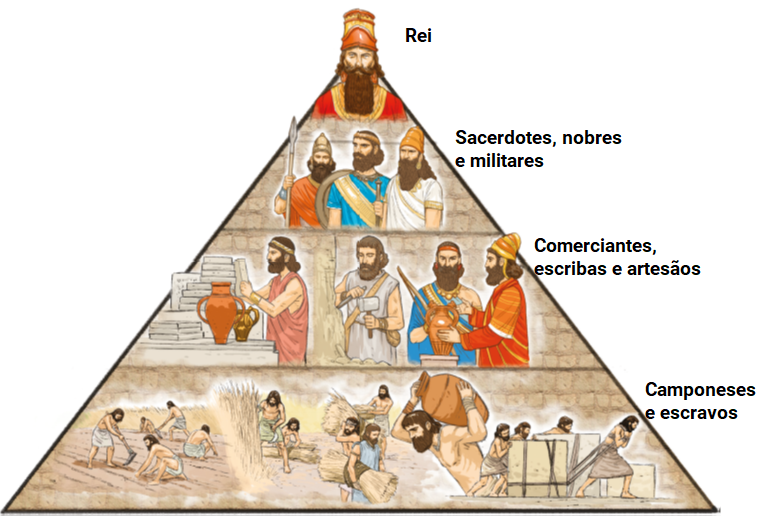 Rei
Sacerdotes, nobres
e militares
Comerciantes,
escribas e artesãos
Camponeses
e escravos